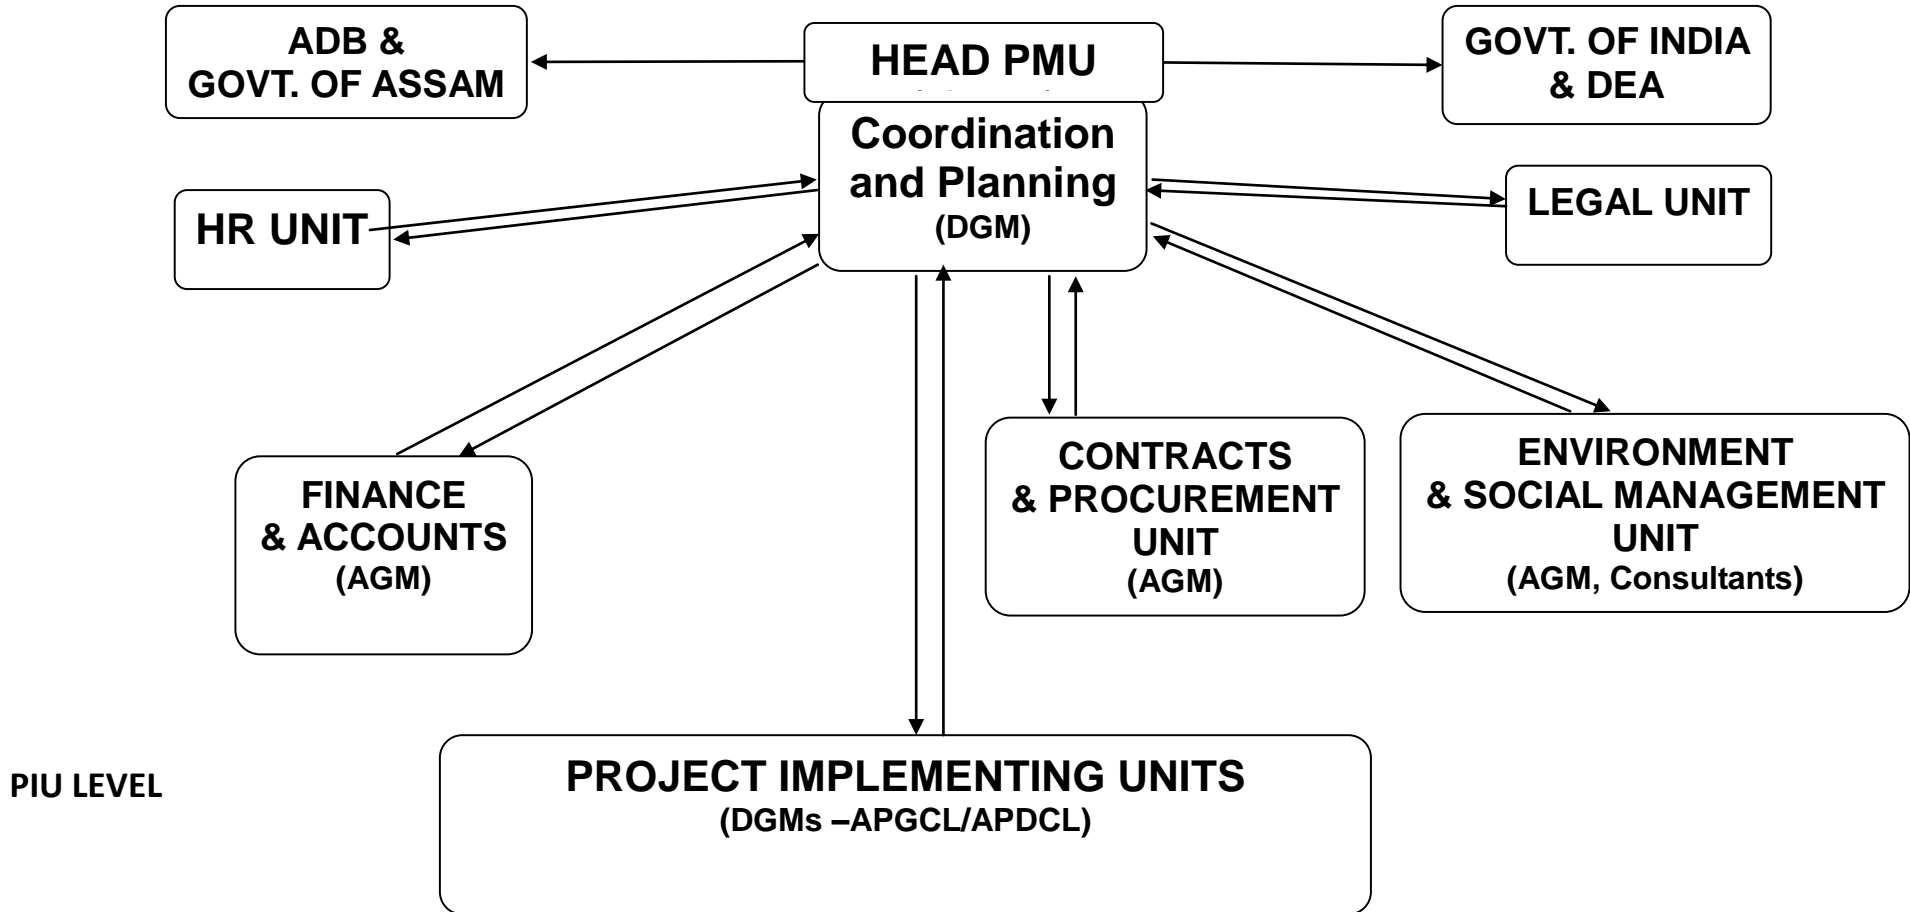 ADB &
GOVT. OF ASSAM
HEAD PMU
GOVT. OF INDIA
& DEA
Coordination
and Planning
(DGM)
HR UNIT
LEGAL UNIT
FINANCE
& ACCOUNTS
(AGM)
CONTRACTS
& PROCUREMENT
UNIT
(AGM)
ENVIRONMENT
& SOCIAL MANAGEMENT
UNIT
(AGM, Consultants)
PIU LEVEL
PROJECT IMPLEMENTING UNITS
(DGMs –APGCL/APDCL)